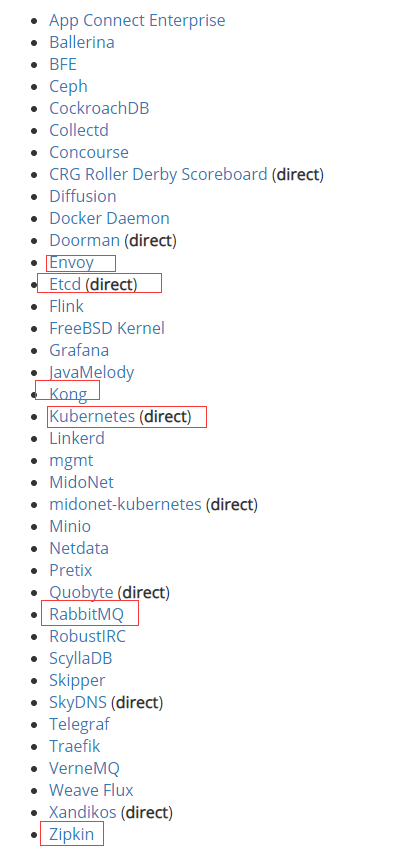 App Connect Enterprise
Ballerina
BFE
Ceph
CockroachDB
Collectd
Concourse
CRG Roller Derby Scoreboard (direct)
Diffusion
Docker Daemon
Doorman (direct)
Envoy
Etcd (direct)
Flink
FreeBSD Kernel
Grafana
JavaMelody
Kong
Kubernetes (direct)
Linkerd
mgmt
MidoNet
midonet-kubernetes (direct)
Minio
Netdata
Pretix
Quobyte (direct)
RabbitMQ
RobustIRC
ScyllaDB
Skipper
SkyDNS (direct)
Telegraf
Traefik
VerneMQ
Weave Flux
Xandikos (direct)
Zipkin